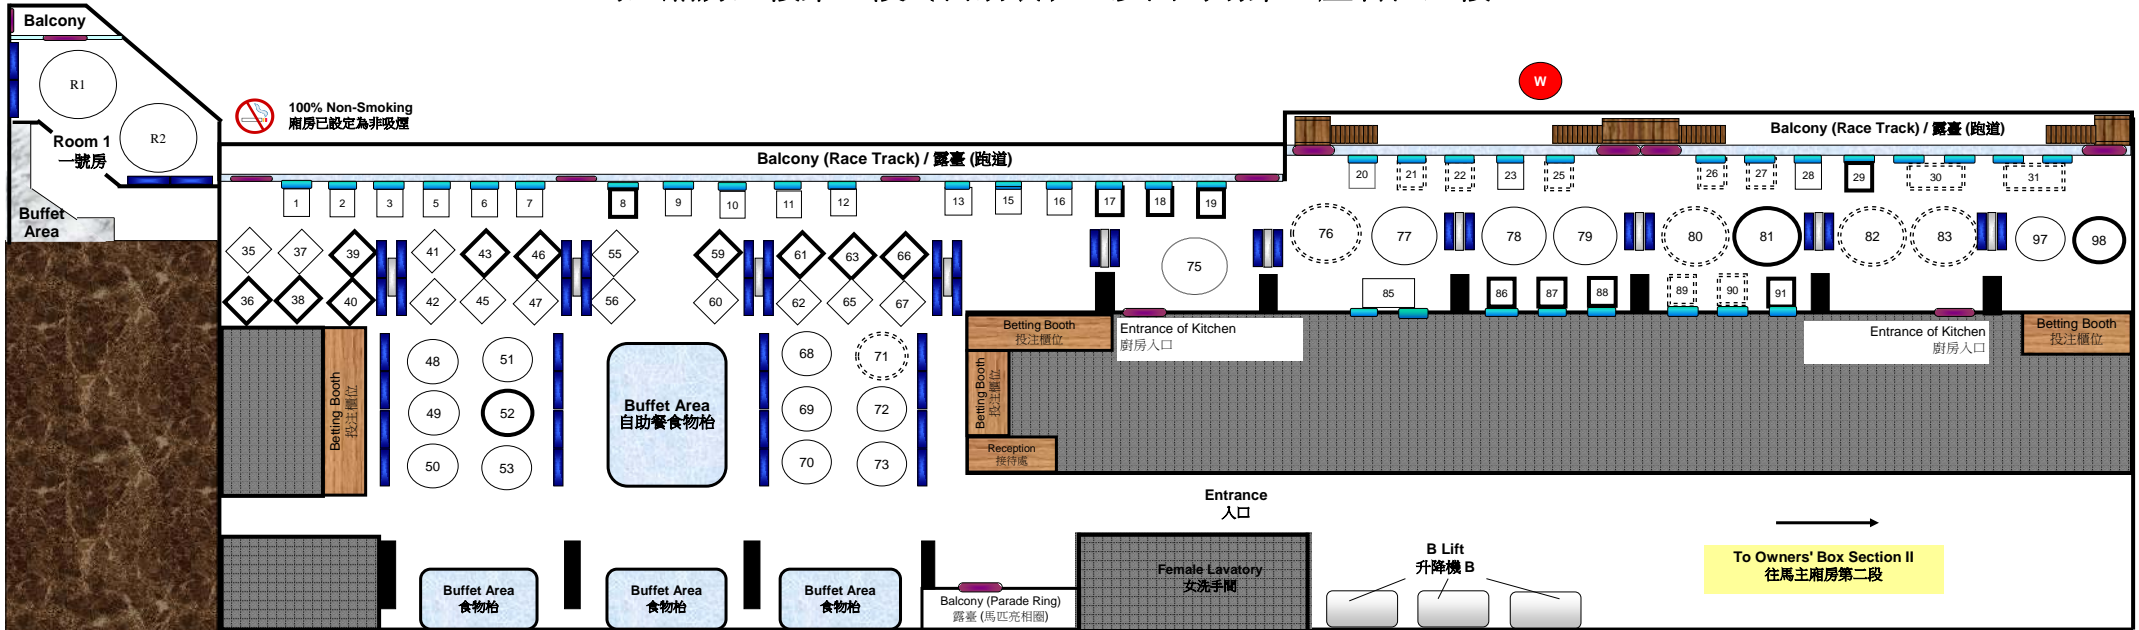 Balcony
R1
R2
Room 1
一號房
Buffet
Area
100% Non-Smoking
廂房已設定為非吸煙
W
Balcony (Race Track) / 露臺 (跑道)
Balcony (Race Track) / 露臺 (跑道)
1 2 3 5 6 7 8 9 10 11 12 13 15 16 17 18 19
20 21 22 23 25 26 27 28 29 30 31
35 37 39 41 43 46 55 59 61 63 66
36 38 40 42 45 47 56 60 62 65 67
75 76 77 78 79 80 81 82 83 97 98
85 86 87 88 89 90 91
48 51 68 71
49 52 69 72
50 53 70 73
Betting Booth
投注櫃位
Buffet Area
自助餐食物枱
Betting Booth
投注櫃位
Entrance of Kitchen
廚房入口
Betting Booth
投注櫃位
Reception
接待處
Entrance of Kitchen
廚房入口
Betting Booth
投注櫃位
Entrance
入口
Buffet Area
食物枱
Buffet Area
食物枱
Buffet Area
食物枱
Balcony (Parade Ring)
露臺 (馬匹亮相圈)
Female Lavatory
女洗手間
B Lift
升降機 B
To Owners' Box Section II
往馬主廂房第二段